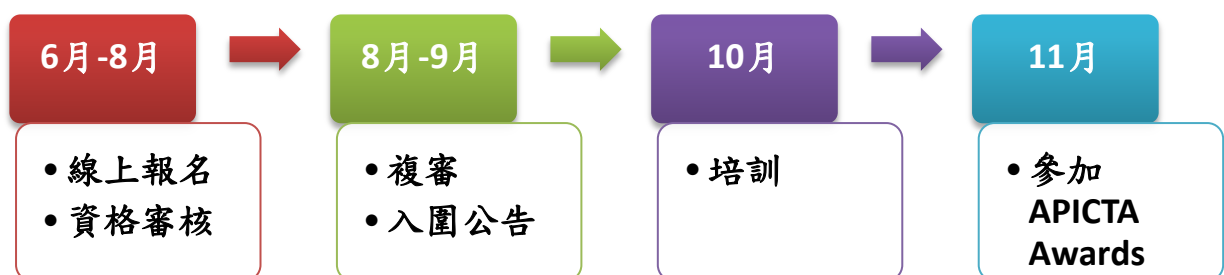 6月-8月
• 線上報名
• 資格審核
8月-9月
• 複審
• 入圍公告
10月
• 培訓
11月
• 參加
APICTA
Awards